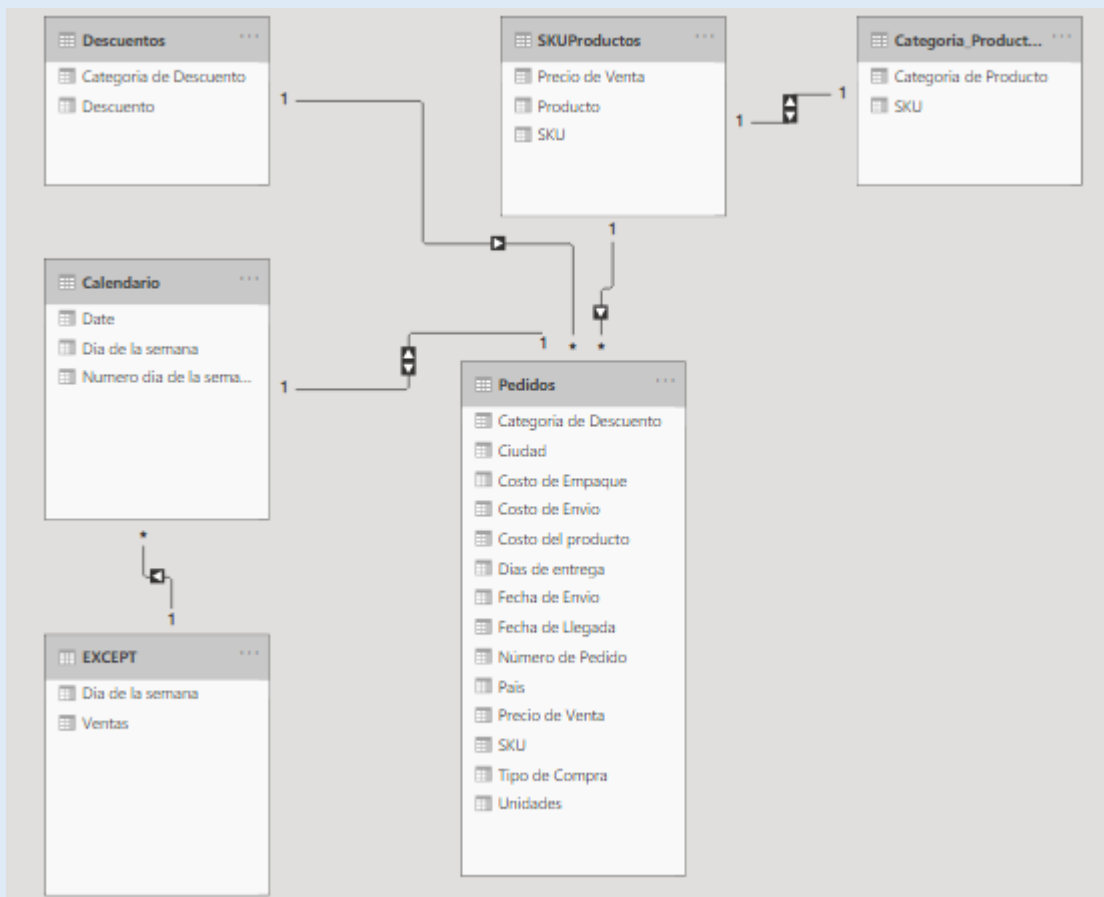 Descuentos
Categoria de Descuento
Descuento
1
SKUProductos
Precio de Venta
Producto
SKU
1
1
Categoria_Product...
Categoria de Producto
SKU
1
Calendario
Date
Dia de la semana
Numero dia de la sema...
1
1
*
*
*
1
EXCEPT
Dia de la semana
Ventas
Pedidos
Categoria de Descuento
Ciudad
Costo de Empaque
Costo de Envio
Costo del producto
Dias de entrega
Fecha de Envio
Fecha de Llegada
Número de Pedido
Pais
Precio de Venta
SKU
Tipo de Compra
Unidades